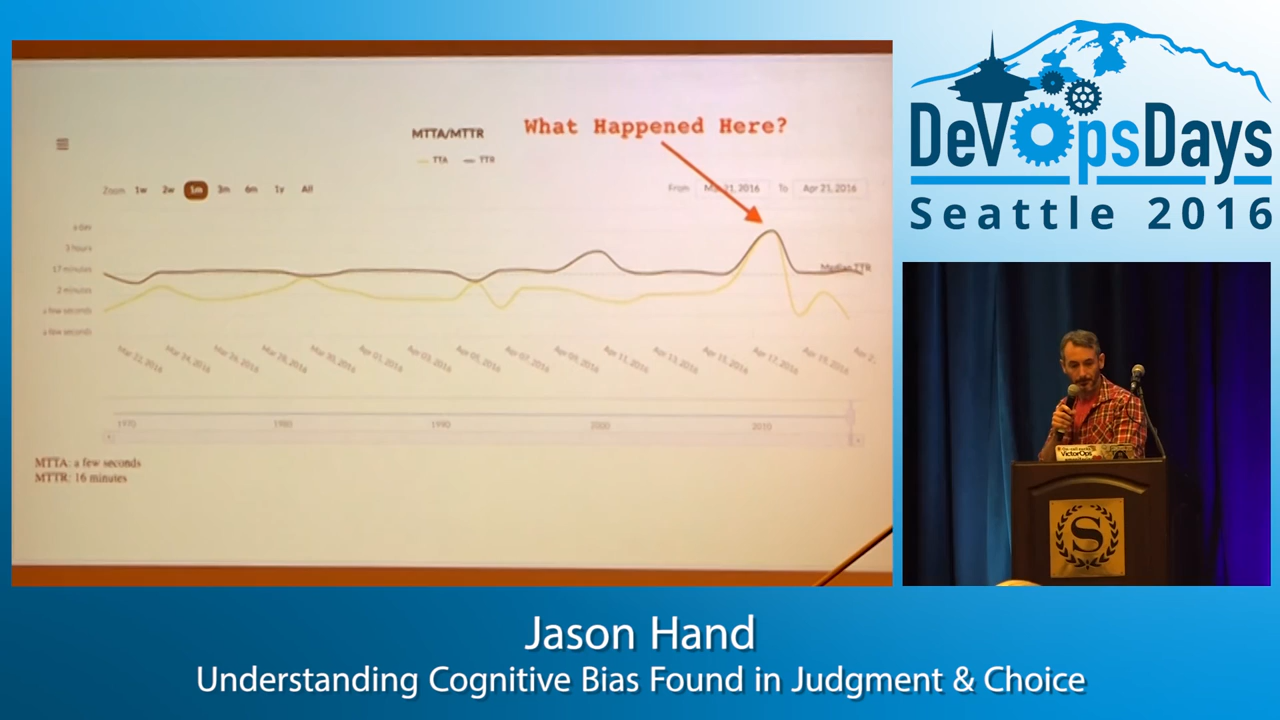 What Happened Here?
MTTA/MTTR
TTA TTR
Zoom 1w 2w 1m 3m 6m 1y All
From Mar 21, 2016 To Apr 21, 2016
a day
3 hours
17 minutes
2 minutes
a few seconds
a few seconds
Median TTR
Mar 22, 2016 Mar 24, 2016 Mar 26, 2016 Mar 28, 2016 Mar 30, 2016 Apr 01, 2016 Apr 03, 2016 Apr 05, 2016 Apr 07, 2016 Apr 09, 2016 Apr 11, 2016 Apr 13, 2016 Apr 15, 2016 Apr 17, 2016 Apr 19, 2016 Apr 2..
1970 1980 1990 2000 2010
MTTA: a few seconds
MTTR: 16 minutes
DevOpsDays
Seattle 2016
VictorOps
S
Jason Hand
Understanding Cognitive Bias Found in Judgment & Choice